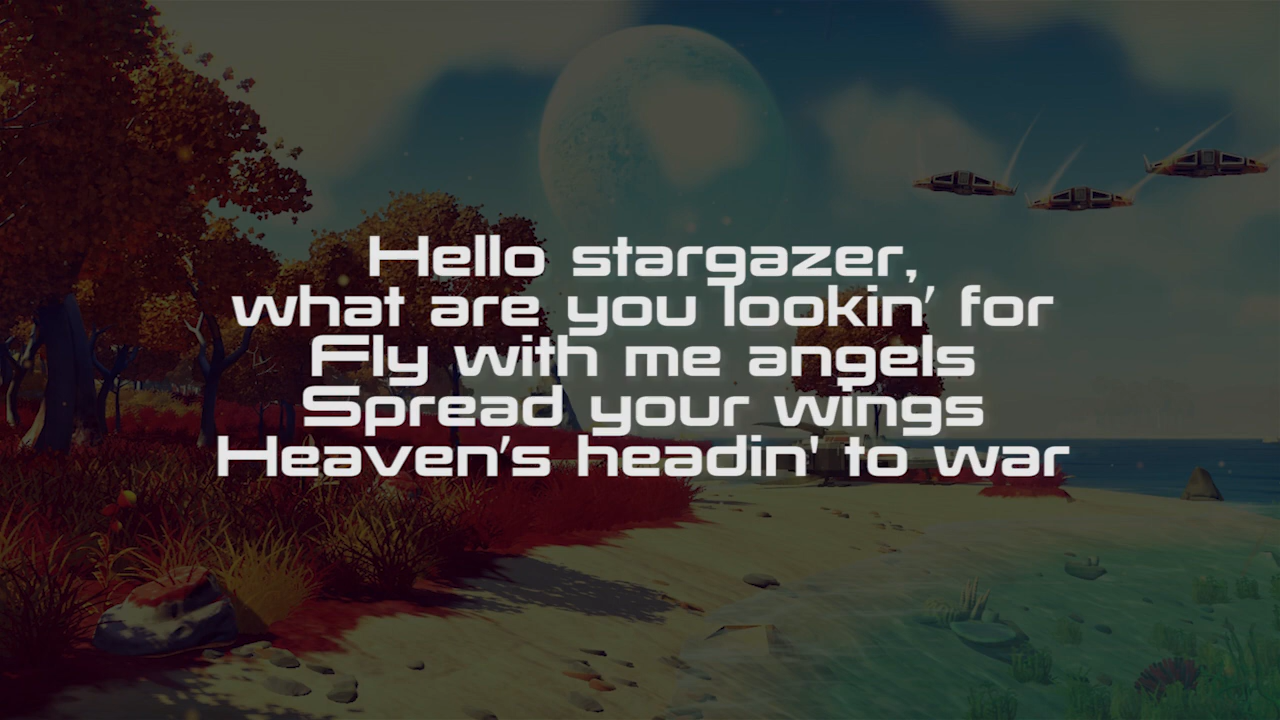 Hello stargazer,
what are you lookin' for
Fly with me angels
Spread your wings
Heaven's headin' to war